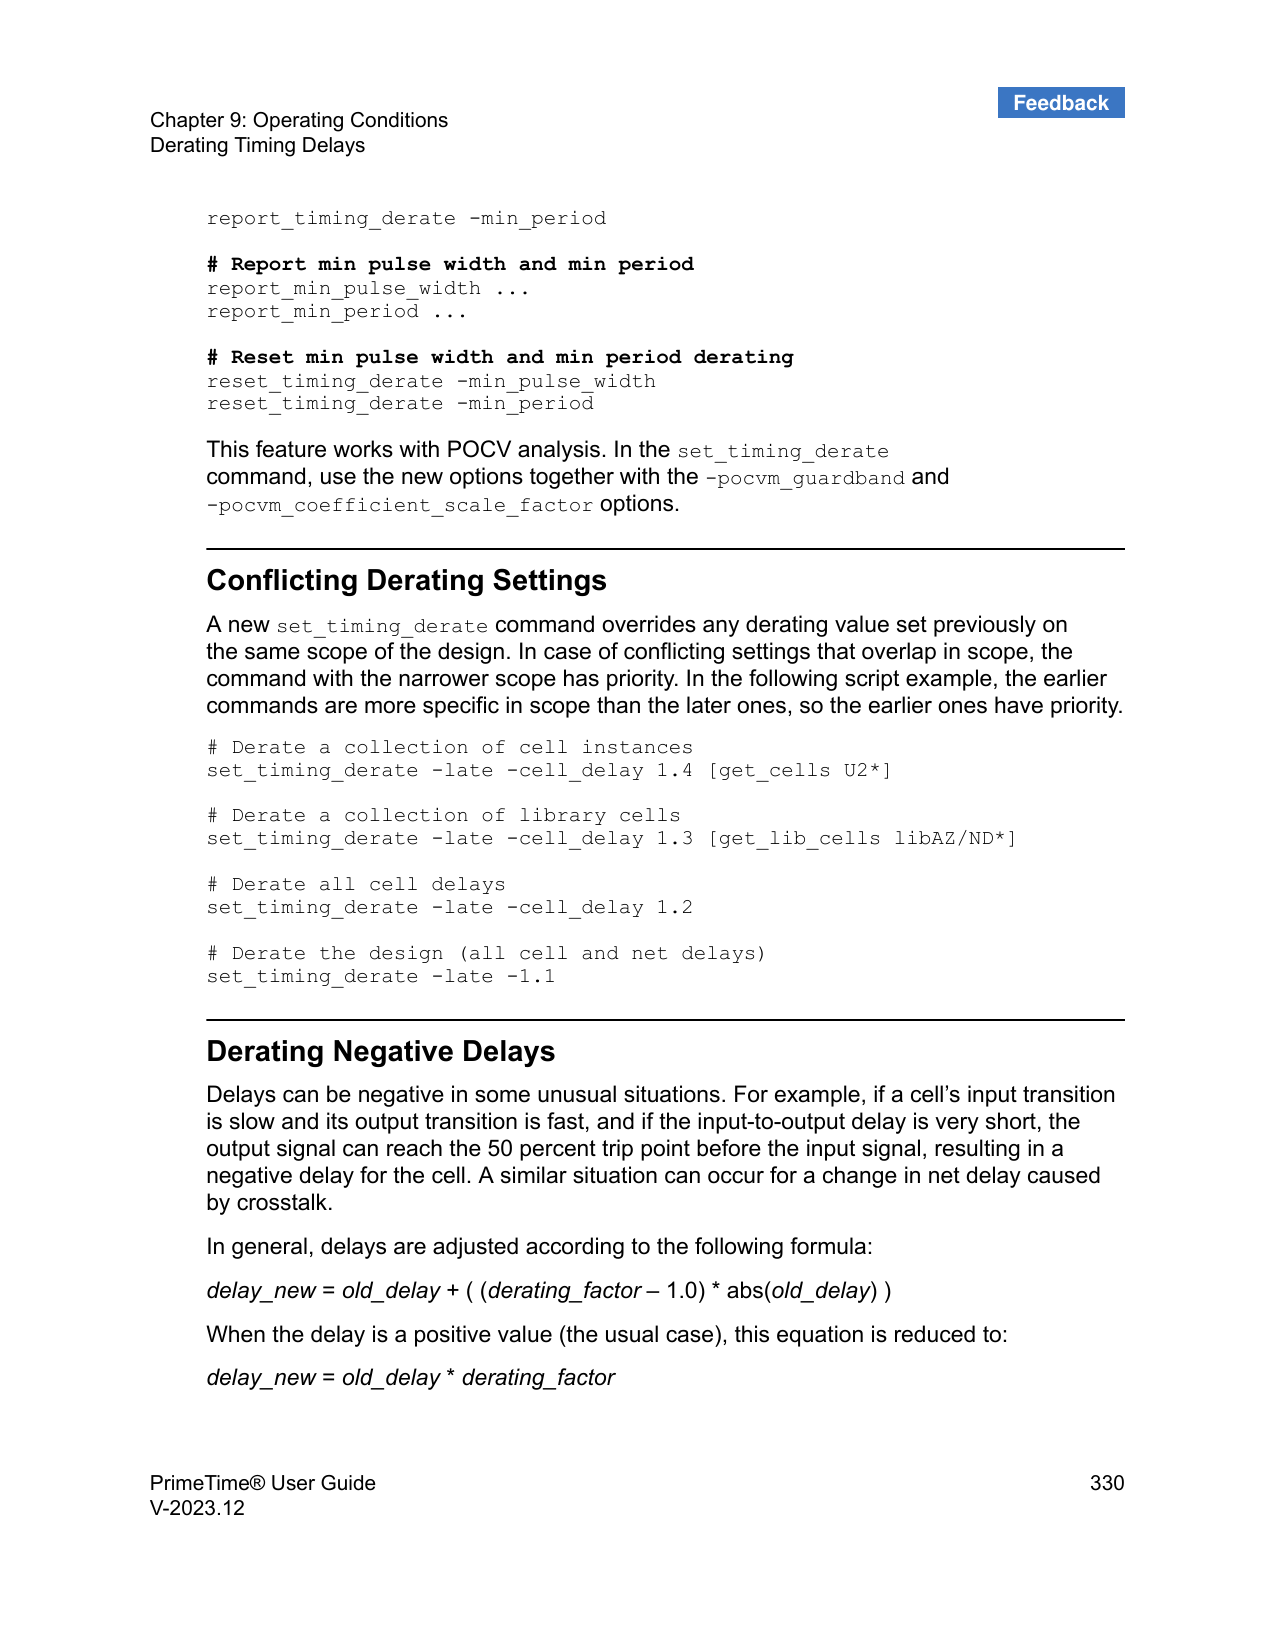 Feedback
Chapter 9: Operating Conditions
Derating Timing Delays
report_timing_derate -min_period
# Report min pulse width and min period
report_min_pulse_width ...
report_min_period ...
# Reset min pulse width and min period derating
reset_timing_derate -min_pulse_width
reset_timing_derate -min_period
This feature works with POCV analysis. In the set_timing_derate
command, use the new options together with the -pocvm_guardband and
-pocvm_coefficient_scale_factor options.
Conflicting Derating Settings
A new set_timing_derate command overrides any derating value set previously on
the same scope of the design. In case of conflicting settings that overlap in scope, the
command with the narrower scope has priority. In the following script example, the earlier
commands are more specific in scope than the later ones, so the earlier ones have priority.
# Derate a collection of cell instances
set_timing_derate -late -cell_delay 1.4 [get_cells U2*]
# Derate a collection of library cells
set_timing_derate -late -cell_delay 1.3 [get_lib_cells libAZ/ND*]
# Derate all cell delays
set_timing_derate -late -cell_delay 1.2
# Derate the design (all cell and net delays)
set_timing_derate -late -1.1
Derating Negative Delays
Delays can be negative in some unusual situations. For example, if a cell’s input transition
is slow and its output transition is fast, and if the input-to-output delay is very short, the
output signal can reach the 50 percent trip point before the input signal, resulting in a
negative delay for the cell. A similar situation can occur for a change in net delay caused
by crosstalk.
In general, delays are adjusted according to the following formula:
delay_new = old_delay + ( (derating_factor – 1.0) * abs(old_delay) )
When the delay is a positive value (the usual case), this equation is reduced to:
delay_new = old_delay * derating_factor
PrimeTime® User Guide
V-2023.12
330